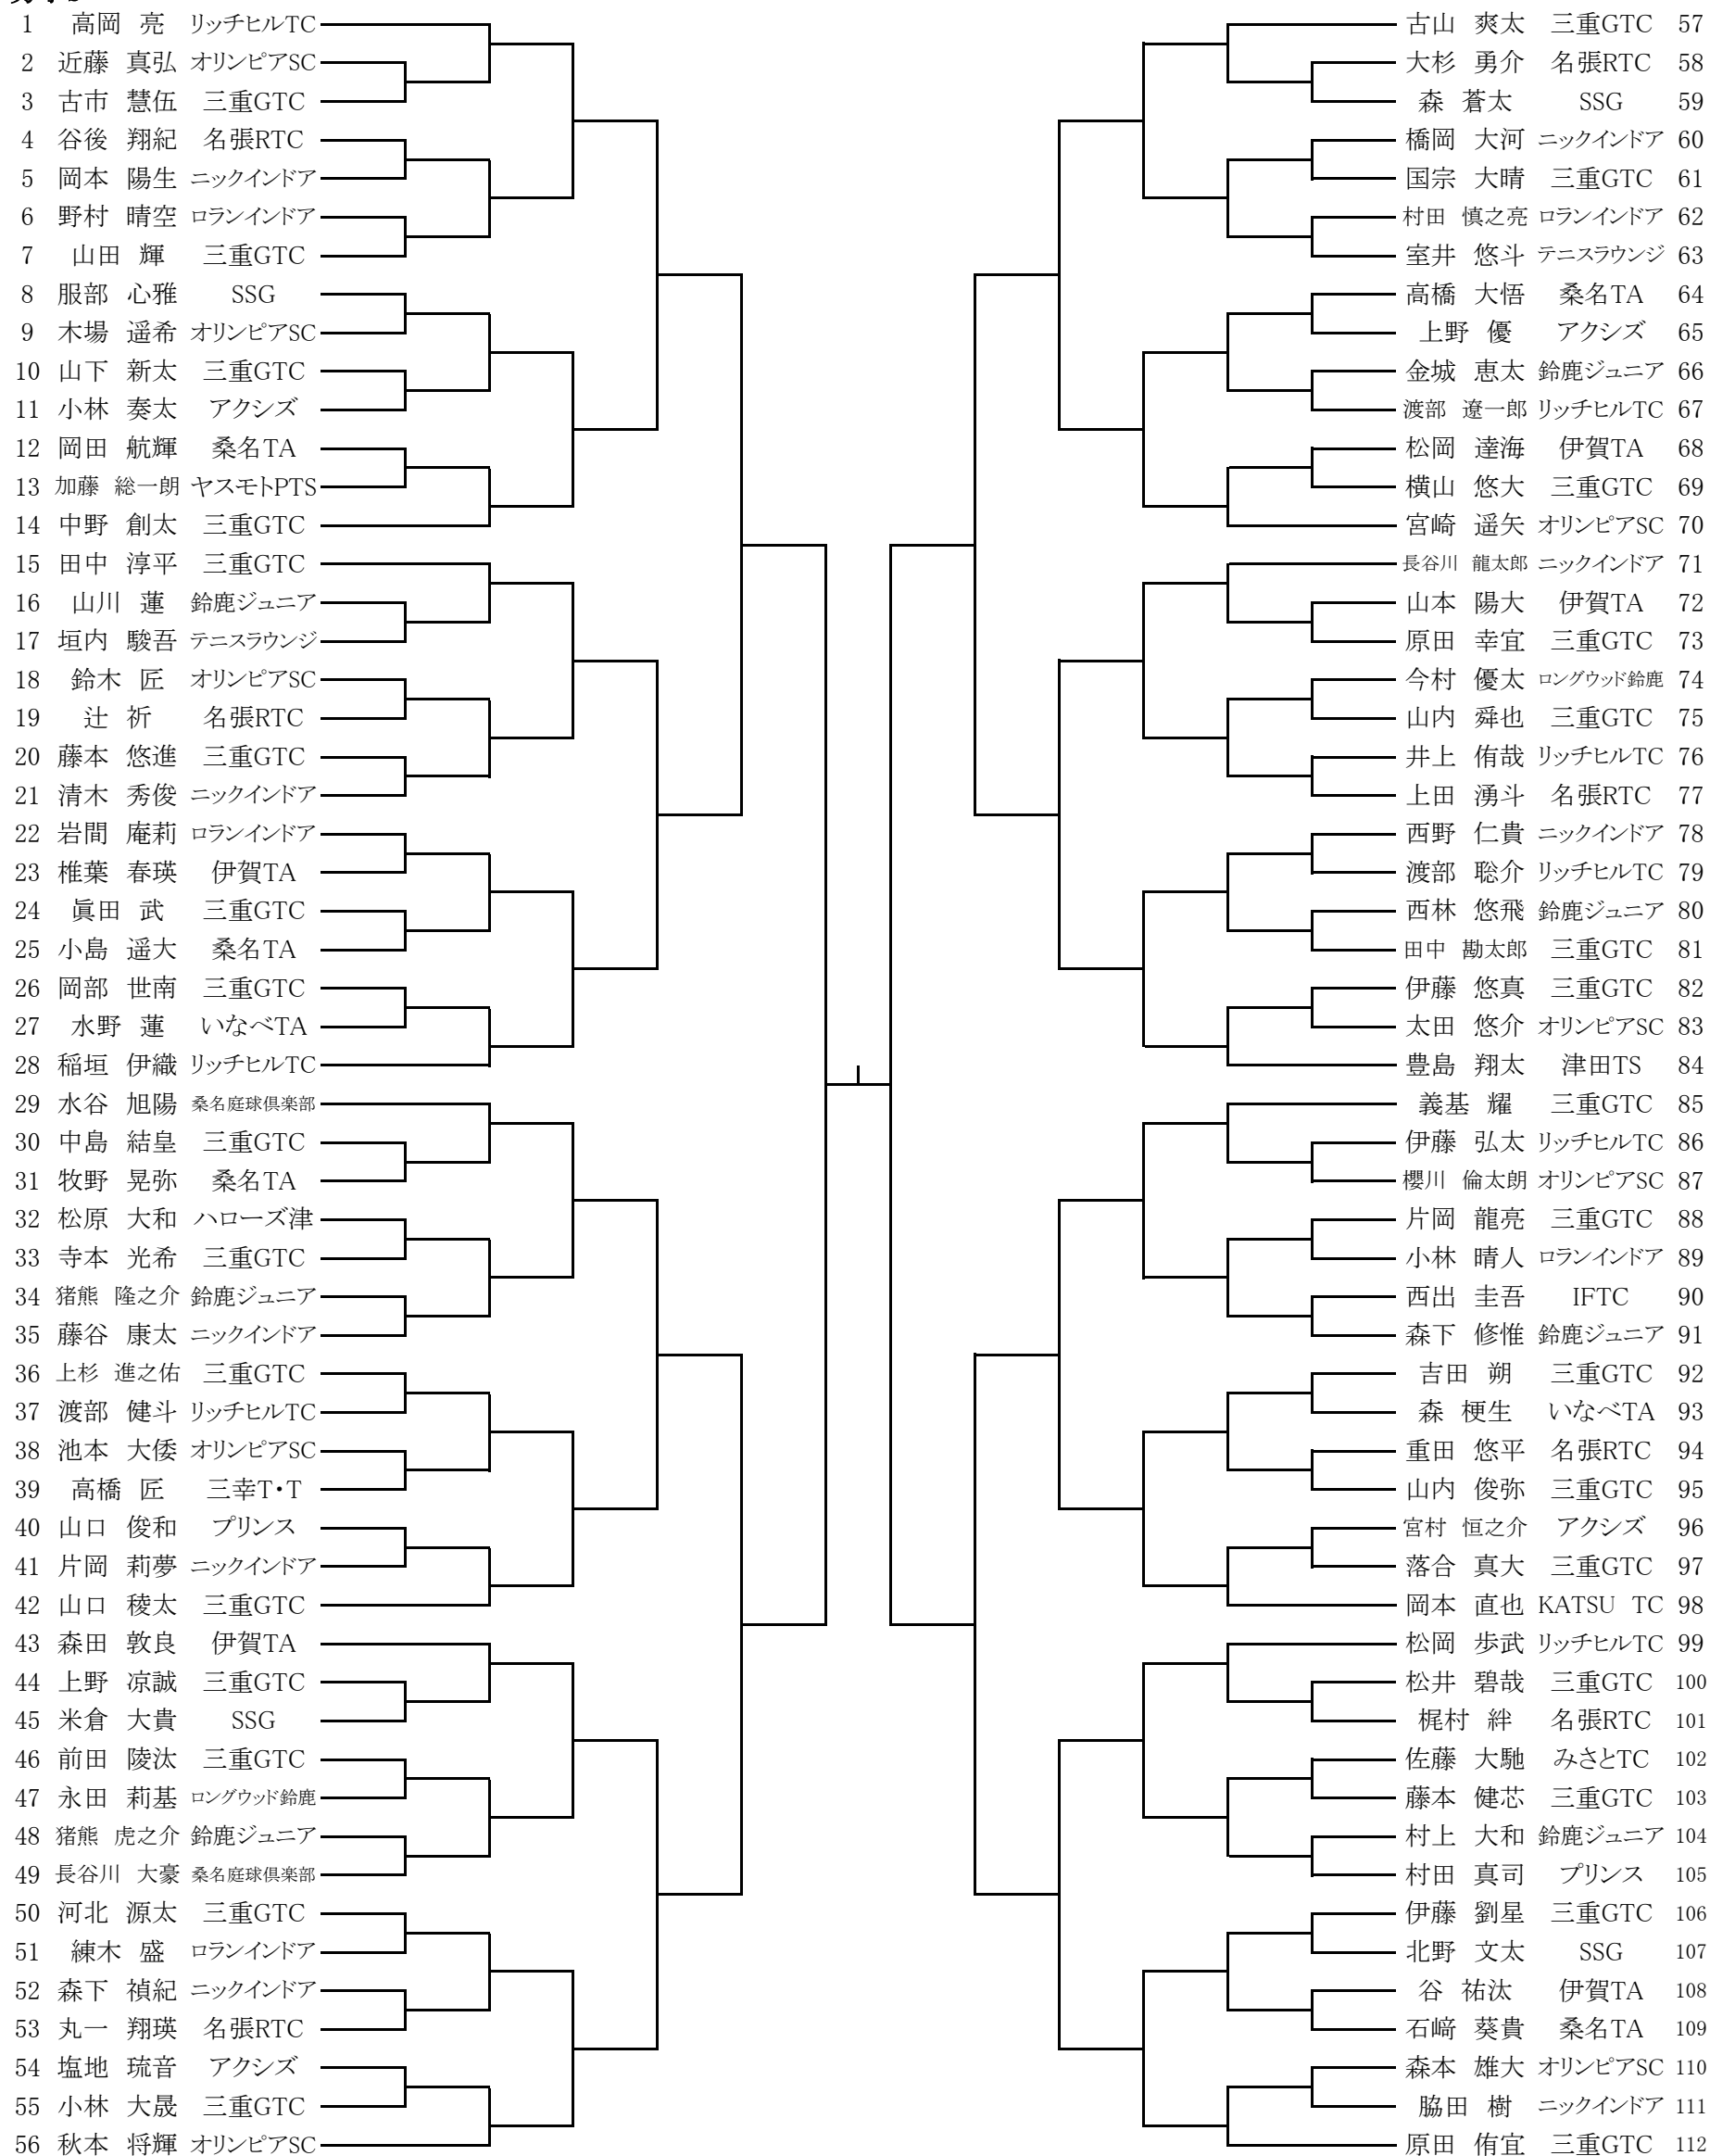 1 高岡 亮 リッチヒルTC
2 近藤 真弘 オリンピアSC
3 古市 慧伍 三重GTC
4 谷後 翔紀 名張RTC
5 岡本 陽生 ニックインドア
6 野村 晴空 ロランインドア
7 山田 輝 三重GTC
8 服部 心雅 SSG
9 木場 遥希 オリンピアSC
10 山下 新太 三重GTC
11 小林 奏太 アクシズ
12 岡田 航輝 桑名TA
13 加藤 総一朗 ヤスモトPTS
14 中野 創太 三重GTC
15 田中 淳平 三重GTC
16 山川 蓮 鈴鹿ジュニア
17 垣内 駿吾 テニスラウンジ
18 鈴木 匠 オリンピアSC
19 辻 祈 名張RTC
20 藤本 悠進 三重GTC
21 清木 秀俊 ニックインドア
22 岩間 庵莉 ロランインドア
23 椎葉 春瑛 伊賀TA
24 眞田 武 三重GTC
25 小島 遥大 桑名TA
26 岡部 世南 三重GTC
27 水野 蓮 いなべTA
28 稲垣 伊織 リッチヒルTC
29 水谷 旭陽 桑名庭球倶楽部
30 中島 結皇 三重GTC
31 牧野 晃弥 桑名TA
32 松原 大和 ハローズ津
33 寺本 光希 三重GTC
34 猪熊 隆之介 鈴鹿ジュニア
35 藤谷 康太 ニックインドア
36 上杉 進之佑 三重GTC
37 渡部 健斗 リッチヒルTC
38 池本 大倭 オリンピアSC
39 高橋 匠 三幸T・T
40 山口 俊和 プリンス
41 片岡 莉夢 ニックインドア
42 山口 稜太 三重GTC
43 森田 敦良 伊賀TA
44 上野 凉誠 三重GTC
45 米倉 大貴 SSG
46 前田 陵汰 三重GTC
47 永田 莉基 ロングウッド鈴鹿
48 猪熊 虎之介 鈴鹿ジュニア
49 長谷川 大豪 桑名庭球倶楽部
50 河北 源太 三重GTC
51 練木 盛 ロランインドア
52 森下 禎紀 ニックインドア
53 丸一 翔瑛 名張RTC
54 塩地 琉音 アクシズ
55 小林 大晟 三重GTC
56 秋本 将輝 オリンピアSC
古山 爽太 三重GTC 57
大杉 勇介 名張RTC 58
森 蒼太 SSG 59
橋岡 大河 ニックインドア 60
国宗 大晴 三重GTC 61
村田 慎之亮 ロランインドア 62
室井 悠斗 テニスラウンジ 63
高橋 大悟 桑名TA 64
上野 優 アクシズ 65
金城 恵太 鈴鹿ジュニア 66
渡部 遼一郎 リッチヒルTC 67
松岡 達海 伊賀TA 68
横山 悠大 三重GTC 69
宮崎 遥矢 オリンピアSC 70
長谷川 龍太郎 ニックインドア 71
山本 陽大 伊賀TA 72
原田 幸宜 三重GTC 73
今村 優太 ロングウッド鈴鹿 74
山内 舜也 三重GTC 75
井上 侑哉 リッチヒルTC 76
上田 湧斗 名張RTC 77
西野 仁貴 ニックインドア 78
渡部 聡介 リッチヒルTC 79
西林 悠飛 鈴鹿ジュニア 80
田中 勘太郎 三重GTC 81
伊藤 悠真 三重GTC 82
太田 悠介 オリンピアSC 83
豊島 翔太 津田TS 84
義基 耀 三重GTC 85
伊藤 弘太 リッチヒルTC 86
櫻川 倫太朗 オリンピアSC 87
片岡 龍亮 三重GTC 88
小林 晴人 ロランインドア 89
西出 圭吾 IFTC 90
森下 修惟 鈴鹿ジュニア 91
吉田 朔 三重GTC 92
森 梗生 いなべTA 93
重田 悠平 名張RTC 94
山内 俊弥 三重GTC 95
宮村 恒之介 アクシズ 96
落合 真大 三重GTC 97
岡本 直也 KATSU TC 98
松岡 歩武 リッチヒルTC 99
松井 碧哉 三重GTC 100
梶村 絆 名張RTC 101
佐藤 大馳 みさとTC 102
藤本 健芯 三重GTC 103
村上 大和 鈴鹿ジュニア 104
村田 真司 プリンス 105
伊藤 劉星 三重GTC 106
北野 文太 SSG 107
谷 祐汰 伊賀TA 108
石﨑 葵貴 桑名TA 109
森本 雄大 オリンピアSC 110
脇田 樹 ニックインドア 111
原田 侑宜 三重GTC 112